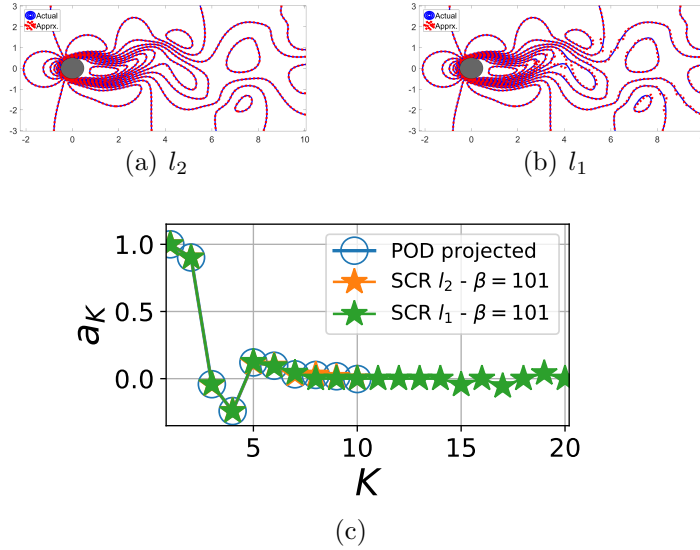 3
2
1
0
-1
-2
-3
Actual
Apprx.
-2 0 2 4 6 8 10
3
2
1
0
-1
-2
-3
Actual
Apprx.
-2 0 2 4 6 8
(a) l₂
(b) l₁
1.0
0.5
0.0
a_K
POD projected
SCR l₂ - β = 101
SCR l₁ - β = 101
5 10 15 20
K
(c)